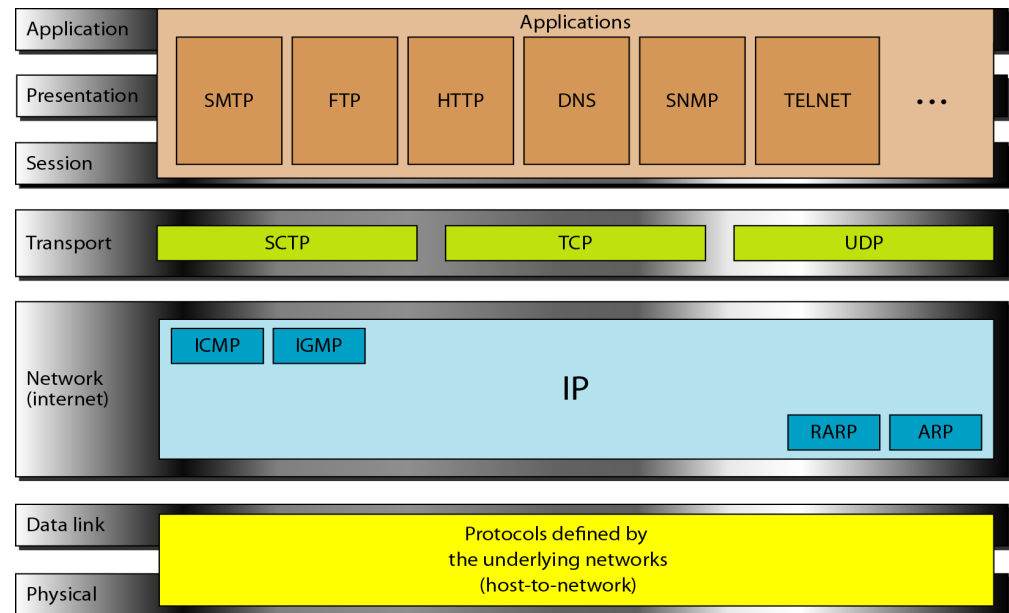 Application
Applications
Presentation
SMTP
FTP
HTTP
DNS
SNMP
TELNET
...
Session
Transport
SCTP
TCP
UDP
Network
(internet)
ICMP
IGMP
IP
RARP
ARP
Data link
Physical
Protocols defined by
the underlying networks
(host-to-network)